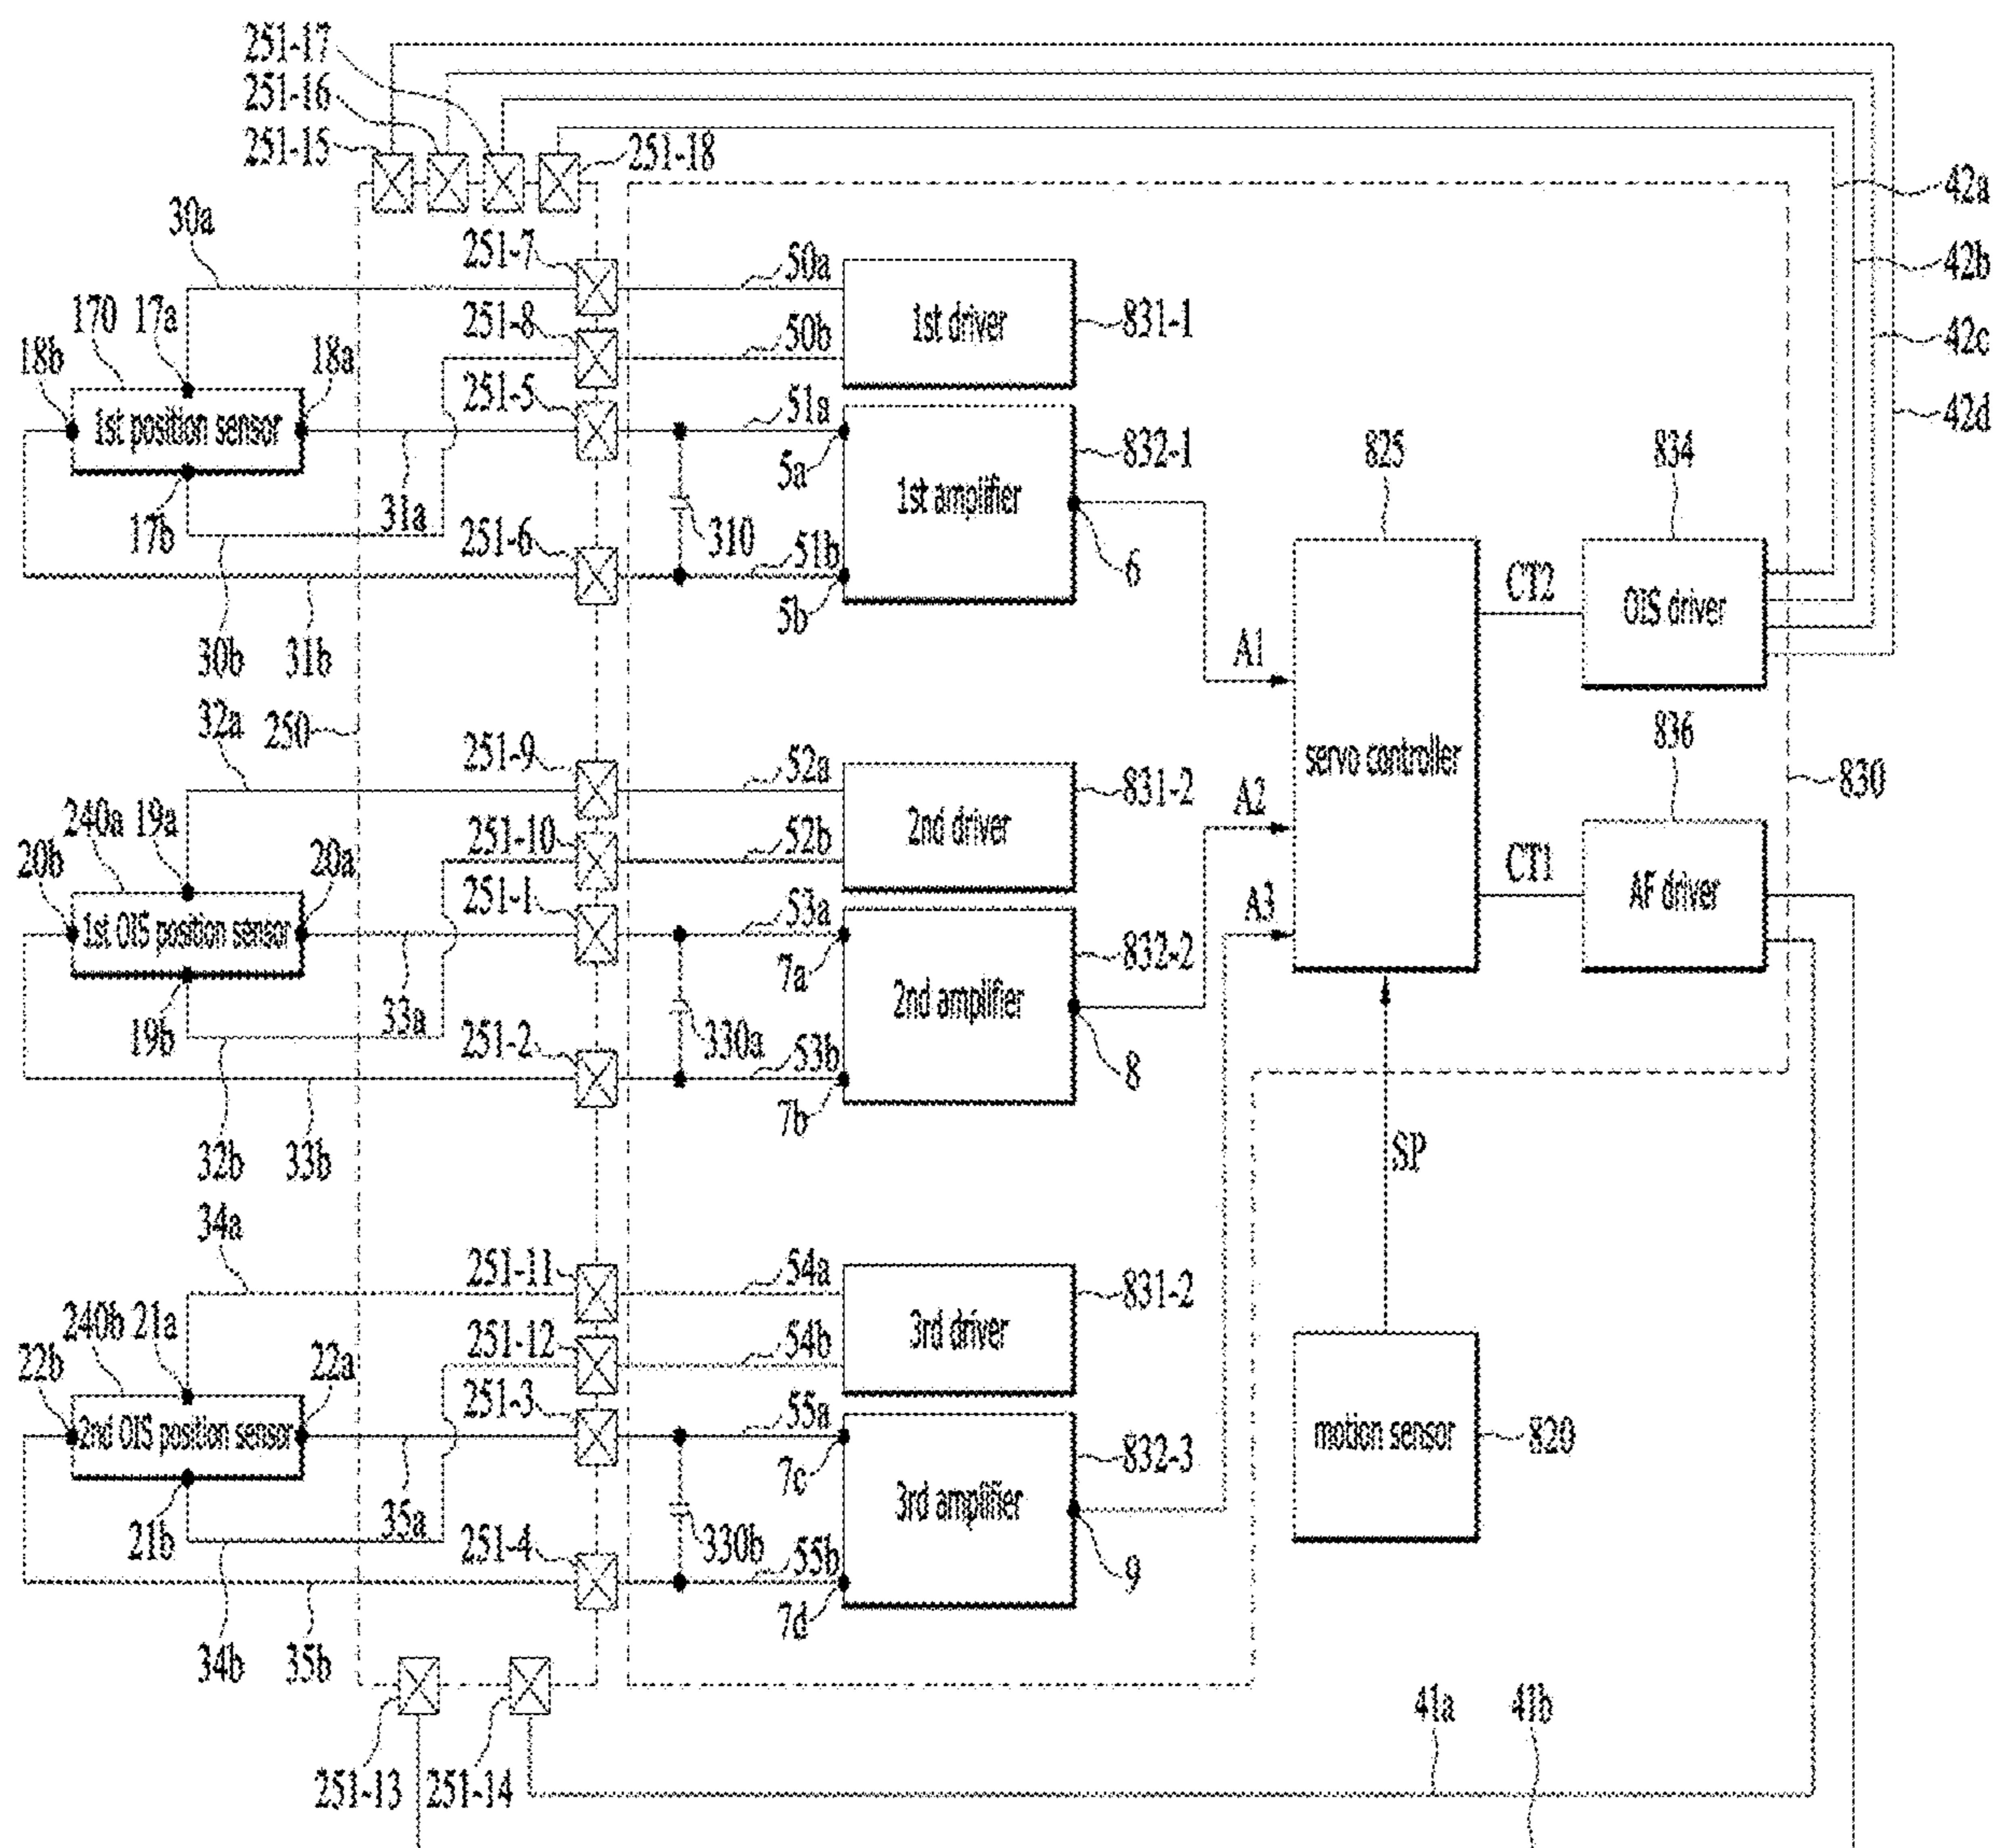 251-17
251-16
251-15
251-18
42a
30a
251-7
50a
42b
170
17a
251-8
50b
1st driver
831-1
42c
18b
18a
251-5
51a
42d
1st position sensor
5a
832-1
825
834
17b
31a
251-6
310
1st amplifier
51b
6
CT2
OIS driver
5b
30b
31b
A1
32a
250
251-9
52a
servo controller
836
830
240a
19a
251-10
52b
2nd driver
831-2
A2
20b
20a
251-1
53a
CT1
AF driver
1st OIS position sensor
A3
7a
832-2
19b
33a
251-2
330a
2nd amplifier
53b
8
7b
32b
33b
SP
34a
251-11
54a
831-2
240b
21a
251-12
54b
3rd driver
22b
22a
251-3
55a
2nd OIS position sensor
7c
832-3
motion sensor
820
21b
35a
251-4
330b
3rd amplifier
55b
9
7d
34b
35b
41a
41b
251-13
251-14